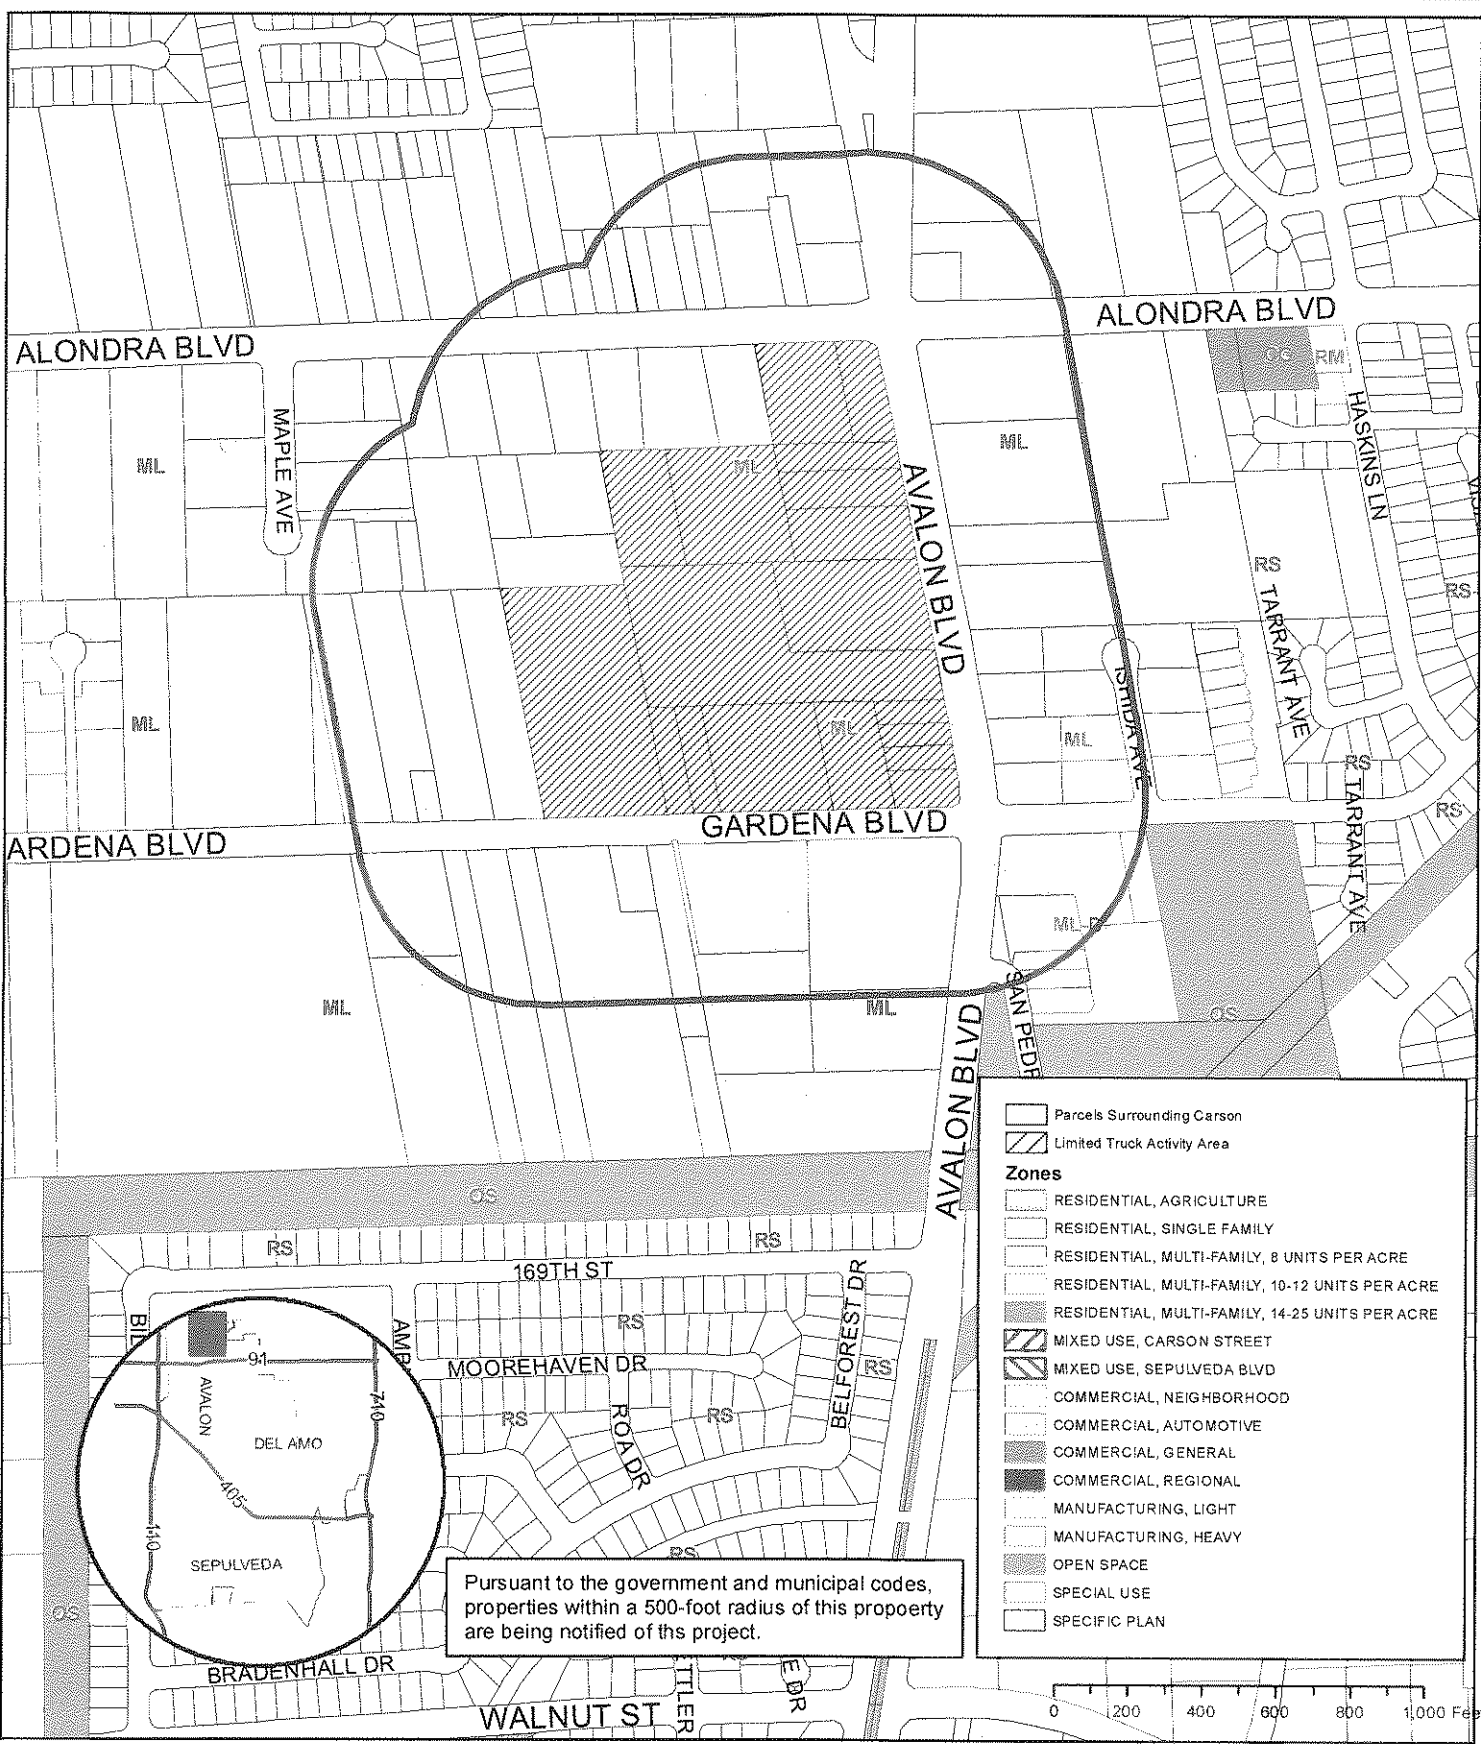 ALONDRA BLVD
ALONDRA BLVD
CG
RM
HASKINS LN
MAPLE AVE
ML
ML
ML
AVALON BLVD
RS
RS
TARRANT AVE
ISHIDA AVE
ML
ML
ML
RS
TARRANT AVE
RS
ARDENA BLVD
GARDENA BLVD
ML
ML
SAN PEDR
OS
AVALON BLVD
OS
RS
RS
169TH ST
BELFOREST DR
RS
MOOREHAVEN DR
RS
RS
ROA DR
RS
RS
OS
BRADENHALL DR
WALNUT ST
TTLER
E DR
91
AVALON
710
DEL AMO
405
110
SEPULVEDA
Pursuant to the government and municipal codes,
properties within a 500-foot radius of this propoerty
are being notified of ths project.
Parcels Surrounding Carson
Limited Truck Activity Area
Zones
RESIDENTIAL, AGRICULTURE
RESIDENTIAL, SINGLE FAMILY
RESIDENTIAL, MULTI-FAMILY, 8 UNITS PER ACRE
RESIDENTIAL, MULTI-FAMILY, 10-12 UNITS PER ACRE
RESIDENTIAL, MULTI-FAMILY, 14-25 UNITS PER ACRE
MIXED USE, CARSON STREET
MIXED USE, SEPULVEDA BLVD
COMMERCIAL, NEIGHBORHOOD
COMMERCIAL, AUTOMOTIVE
COMMERCIAL, GENERAL
COMMERCIAL, REGIONAL
MANUFACTURING, LIGHT
MANUFACTURING, HEAVY
OPEN SPACE
SPECIAL USE
SPECIFIC PLAN
0 200 400 600 800 1,000 Fee